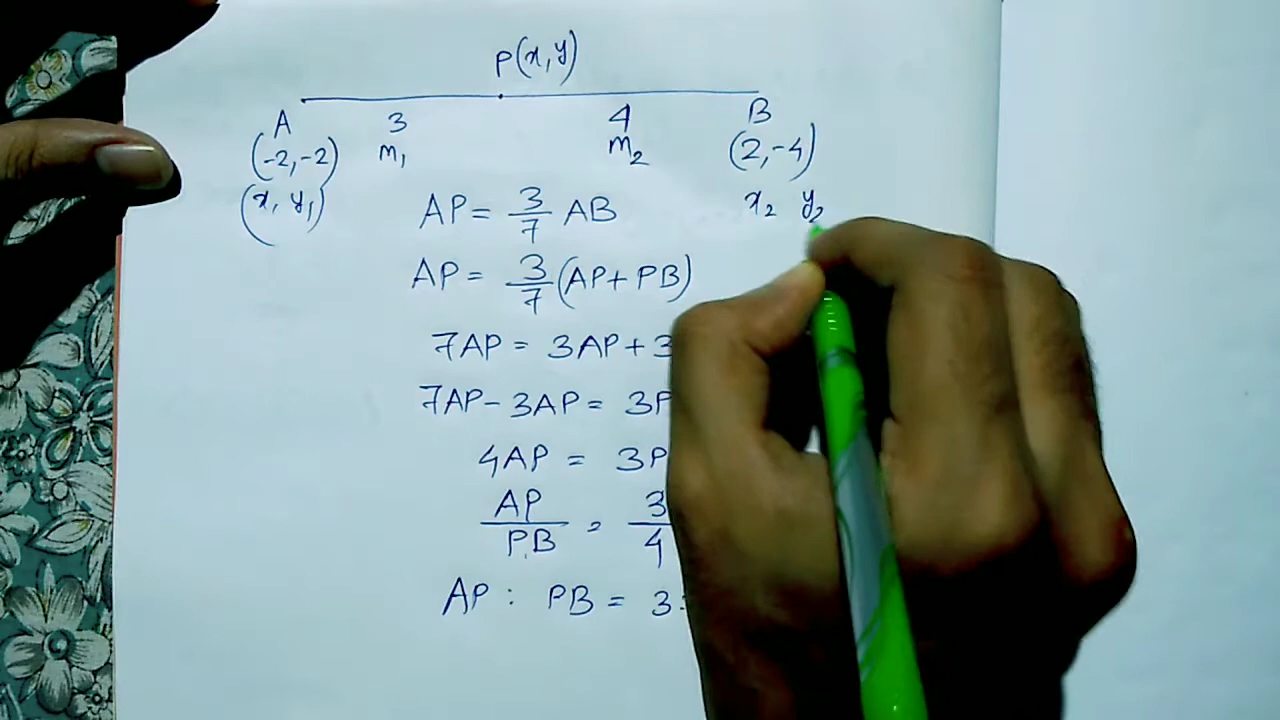 P(x,y)
A 3 4 B
(-2,-2) m₁ m₂ (2,-4)
(x, y₁) x₂ y₂
AP = 3/7 AB
AP = 3/7 (AP + PB)
7AP = 3AP + 3
7AP - 3AP = 3P
4AP = 3P
AP/PB = 3/4
AP : PB = 3: